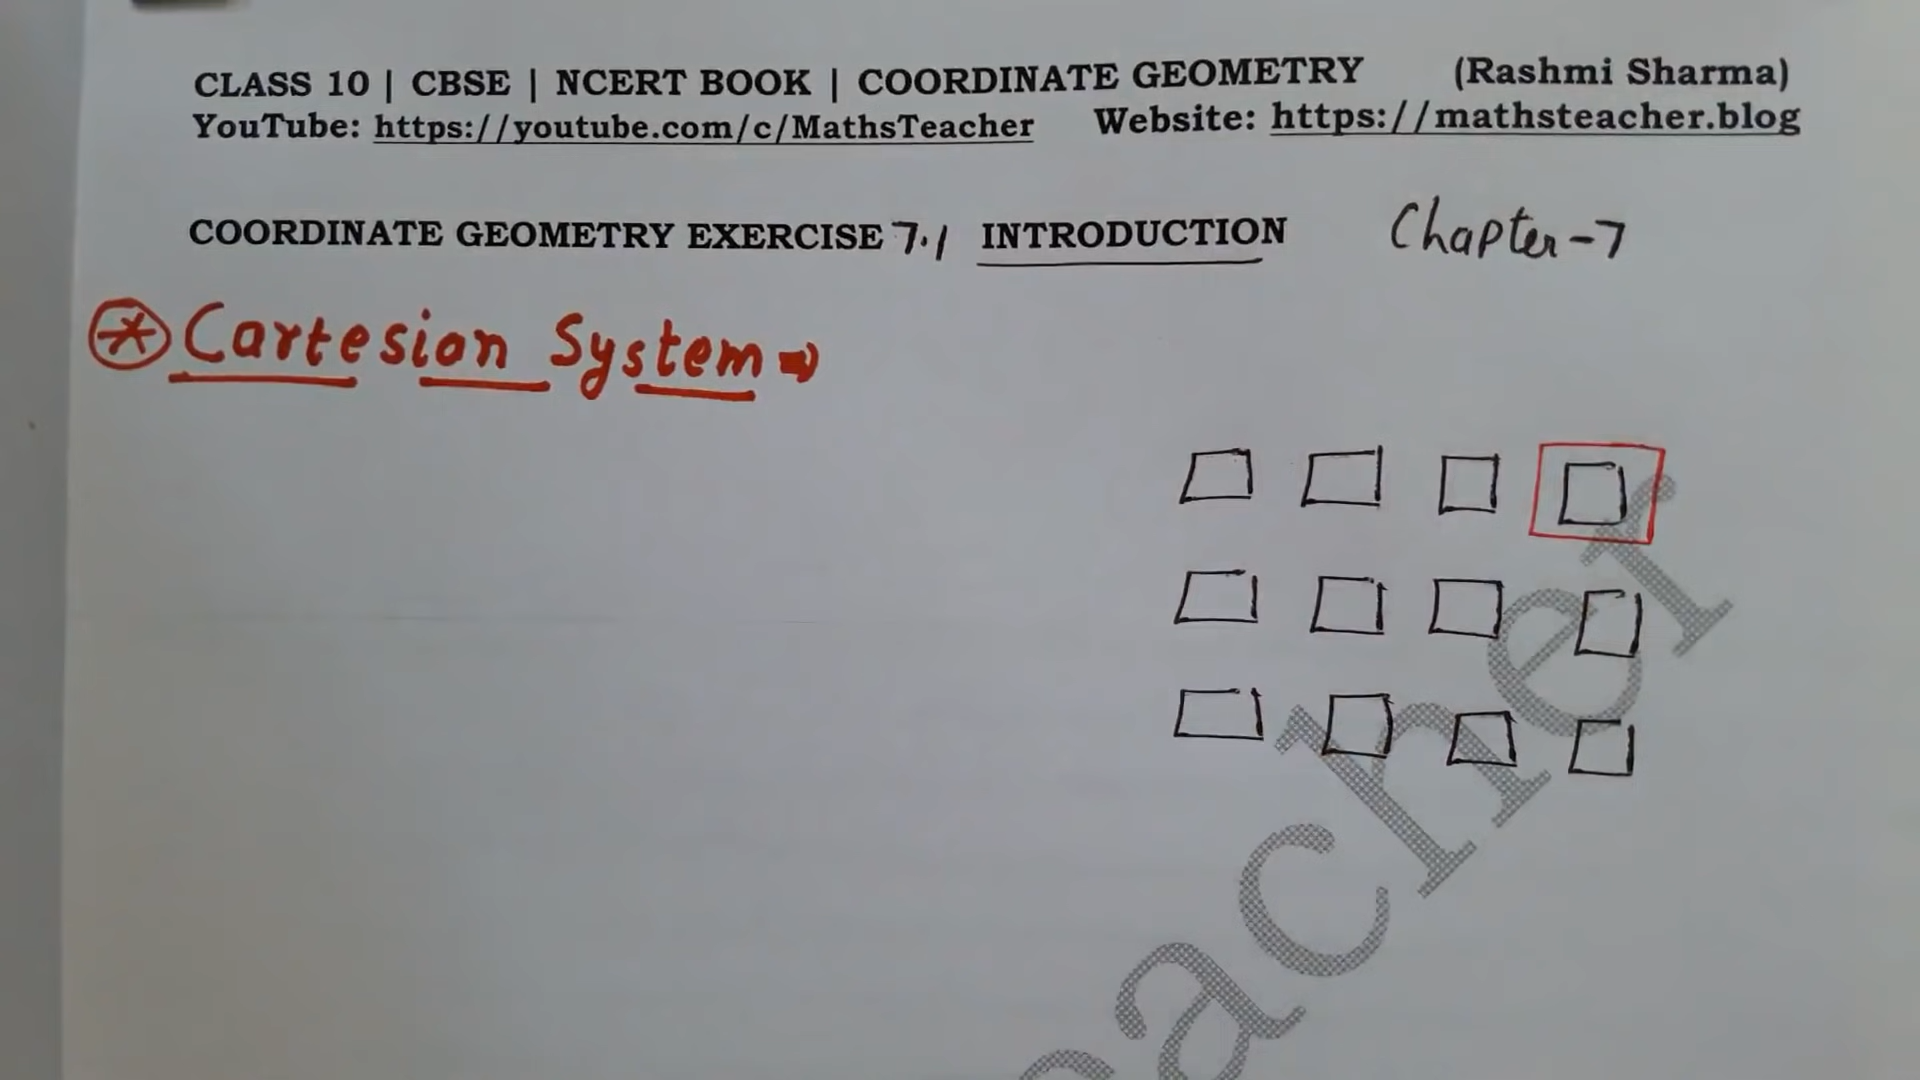 CLASS 10 | CBSE | NCERT BOOK | COORDINATE GEOMETRY (Rashmi Sharma)
YouTube: https://youtube.com/c/MathsTeacher Website: https://mathsteacher.blog
COORDINATE GEOMETRY EXERCISE 7.1 INTRODUCTION Chapter-7
* Cartesion System ⇒
acher